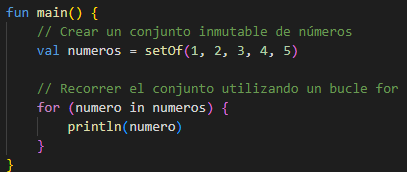 fun main() {
    // Crear un conjunto inmutable de números
    val numeros = setOf(1, 2, 3, 4, 5)

    // Recorrer el conjunto utilizando un bucle for
    for (numero in numeros) {
        println(numero)
    }
}